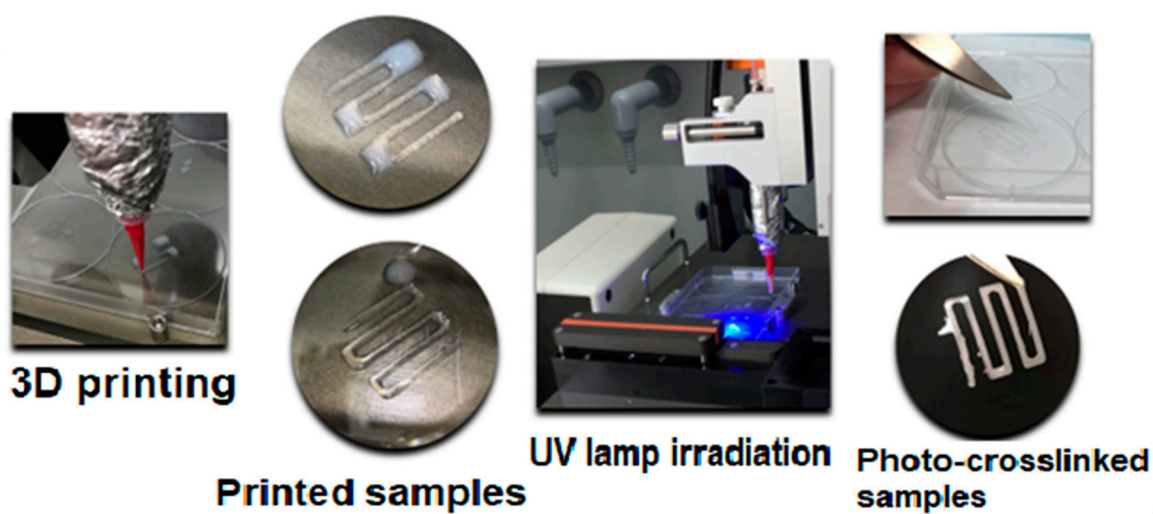 3D printing
Printed samples
UV lamp irradiation
Photo-crosslinked
samples